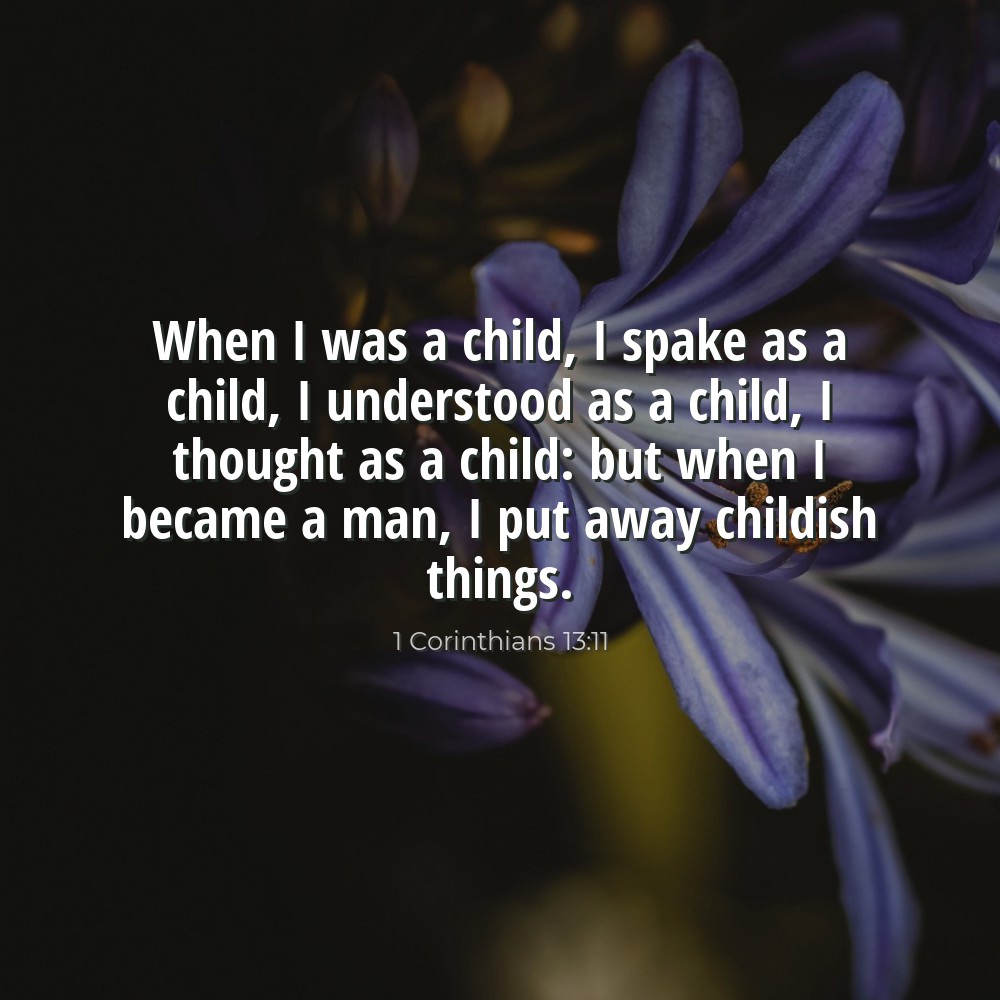 When I was a child, I spake as a
child, I understood as a child, I
thought as a child: but when I
became a man, I put away childish
things.
1 Corinthians 13:11